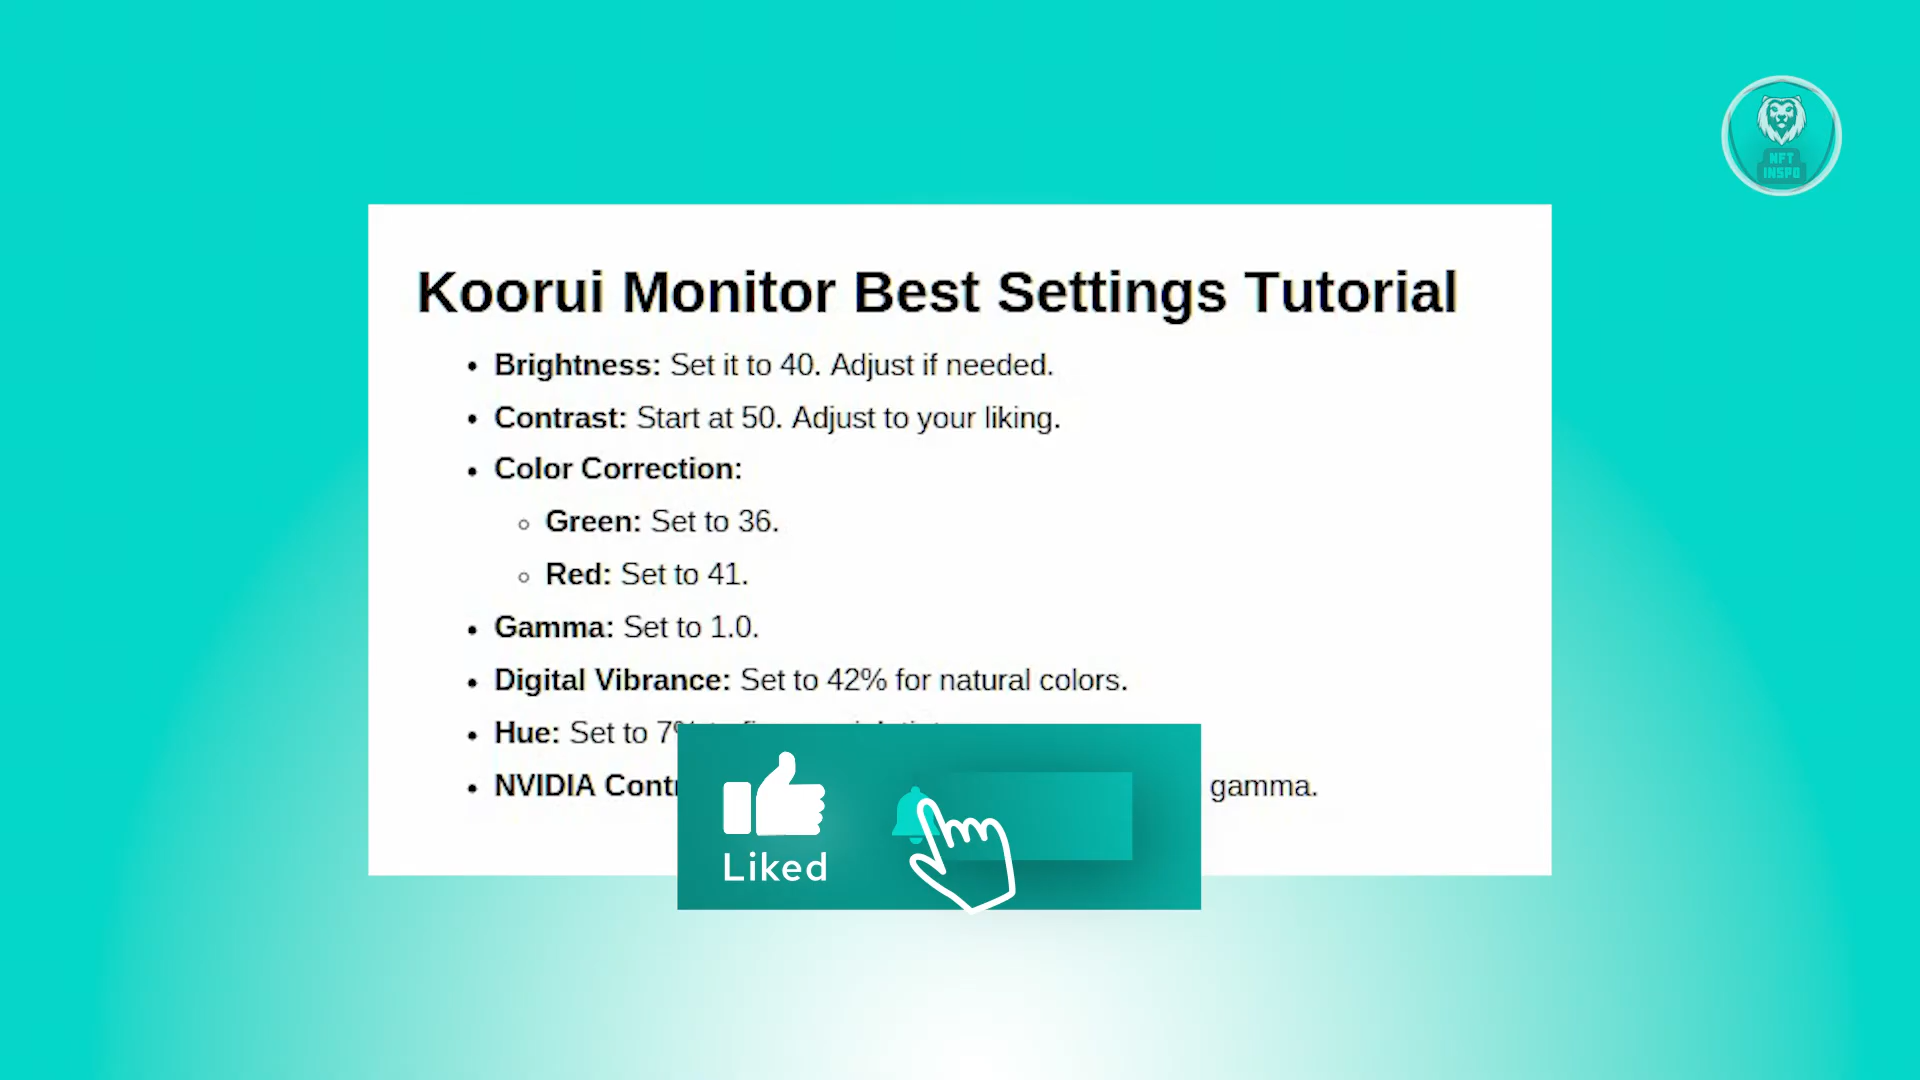 NFT
INSPO
Koorui Monitor Best Settings Tutorial
• Brightness: Set it to 40. Adjust if needed.
• Contrast: Start at 50. Adjust to your liking.
• Color Correction:
◦ Green: Set to 36.
◦ Red: Set to 41.
• Gamma: Set to 1.0.
• Digital Vibrance: Set to 42% for natural colors.
• Hue: Set to 7%
• NVIDIA gamma.
Liked